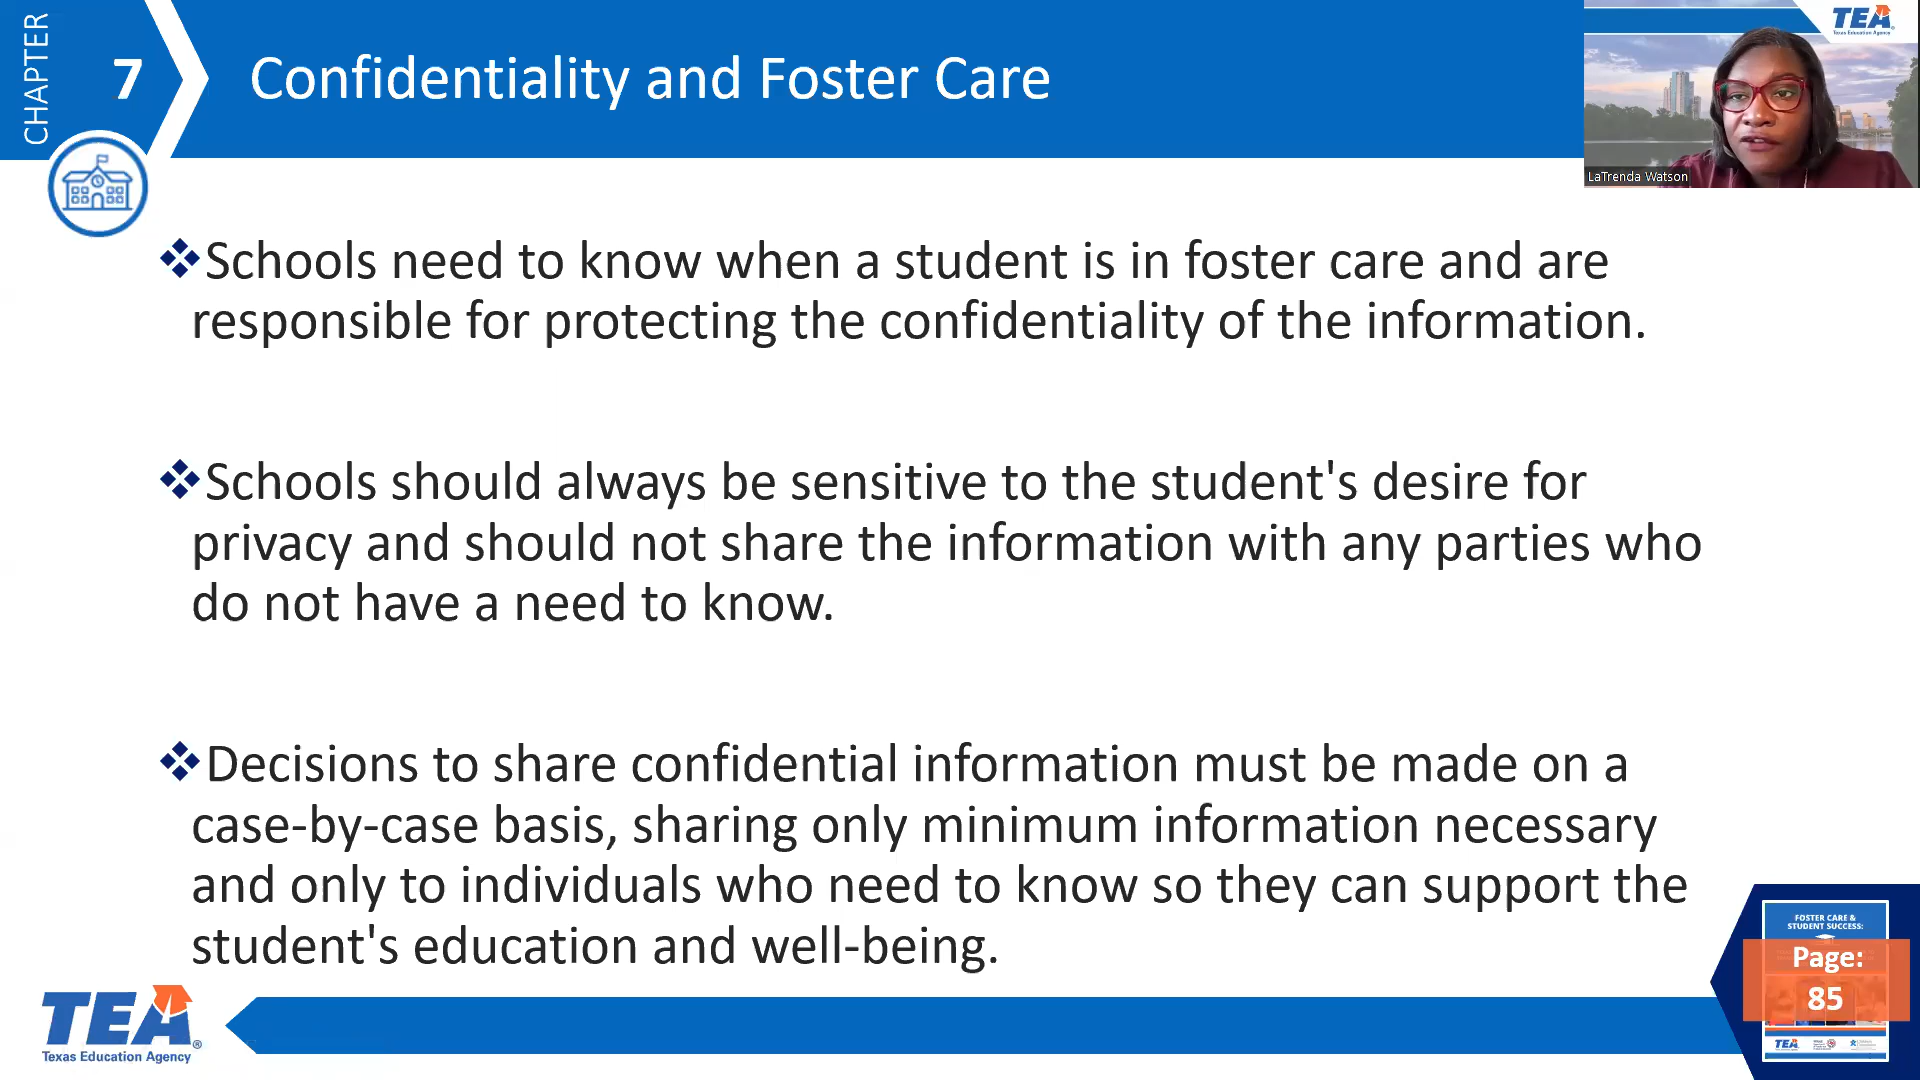 CHAPTER
7
Confidentiality and Foster Care
TEA
Texas Education Agency
LaTrenda Watson
❖Schools need to know when a student is in foster care and are
responsible for protecting the confidentiality of the information.
❖Schools should always be sensitive to the student's desire for
privacy and should not share the information with any parties who
do not have a need to know.
❖Decisions to share confidential information must be made on a
case-by-case basis, sharing only minimum information necessary
and only to individuals who need to know so they can support the
student's education and well-being.
TEA®
Texas Education Agency
FOSTER CARE &
STUDENT SUCCESS:
Page:
85
TEA